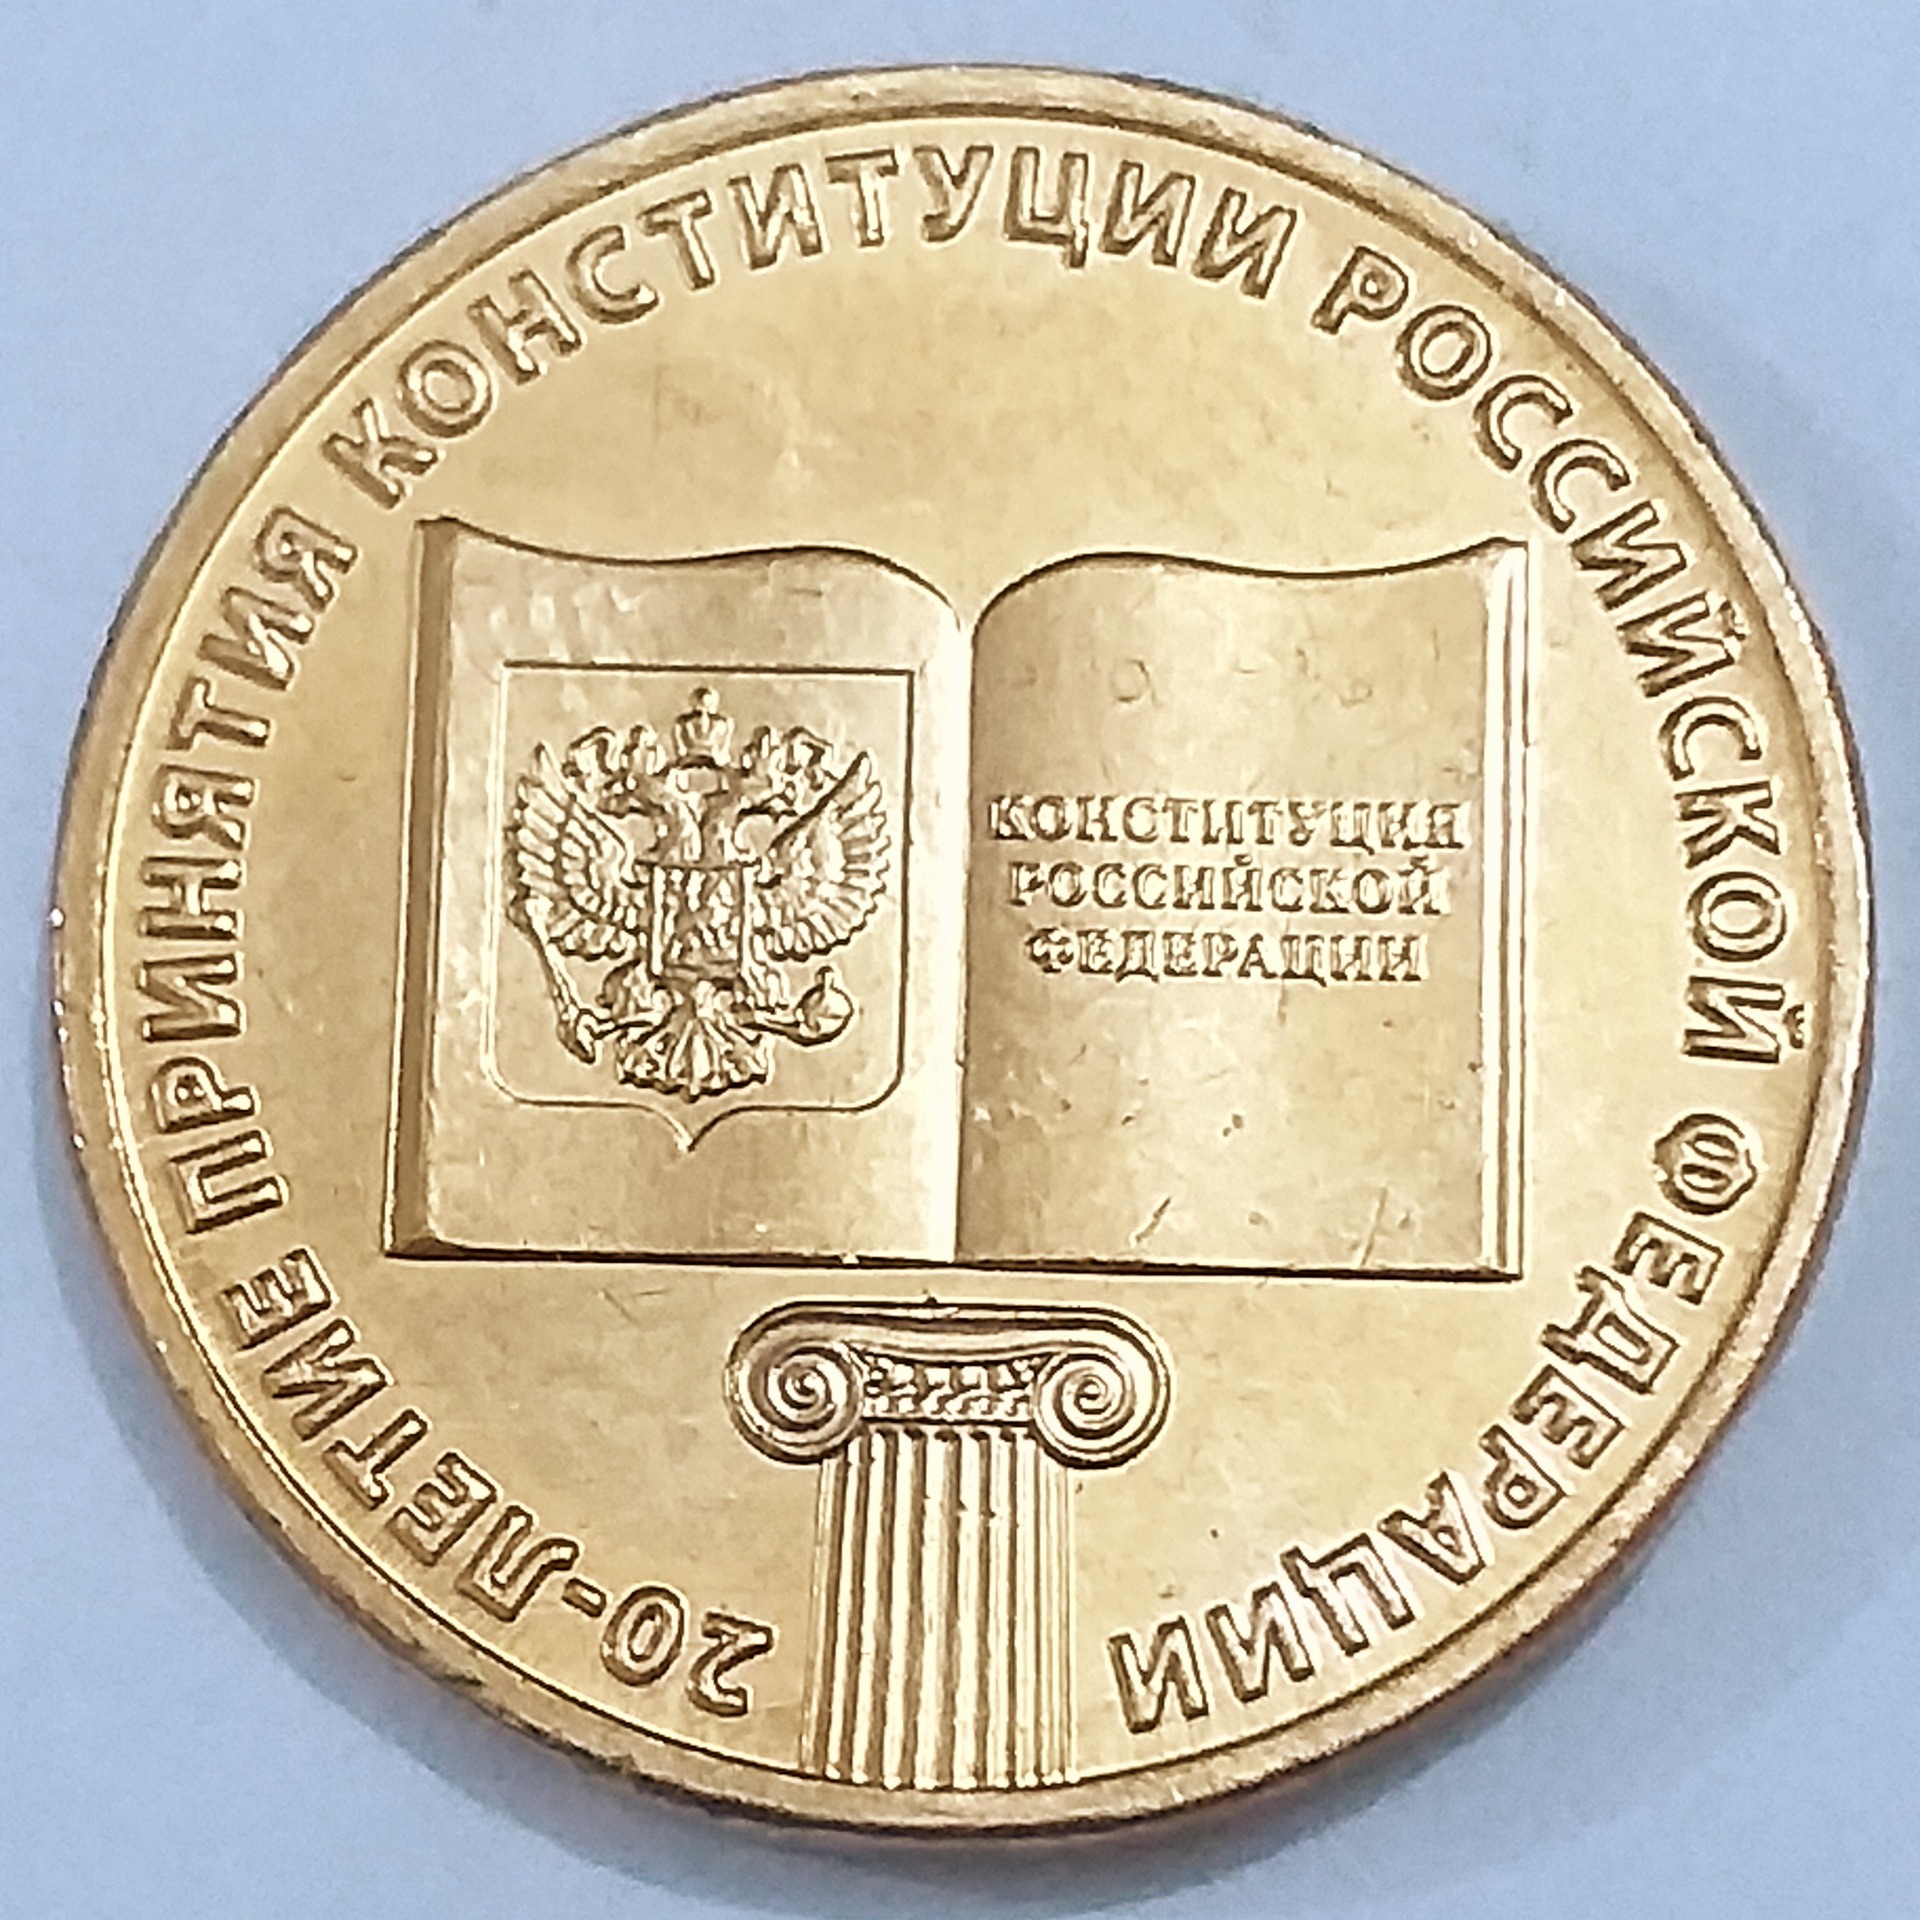 20-ЛЕТИЕ ПРИНЯТИЯ КОНСТИТУЦИИ РОССИЙСКОЙ ФЕДЕРАЦИИ
КОНСТИТУЦИЯ
РОССИЙСКОЙ
ФЕДЕРАЦИИ